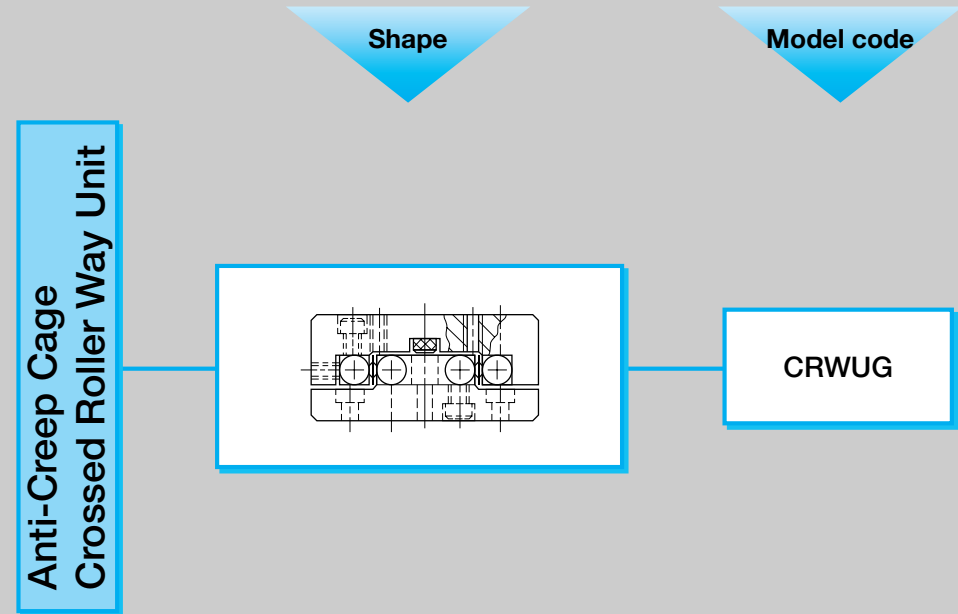 Shape
Model code
Anti-Creep Cage
Crossed Roller Way Unit
CRWUG